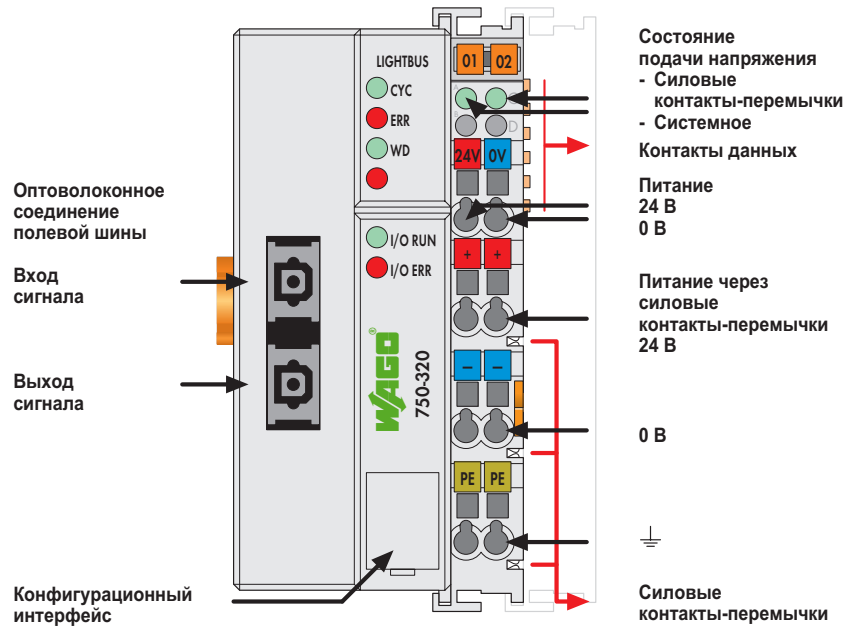 Оптоволоконное
соединение
полевой шины
Вход
сигнала
Выход
сигнала
Конфигурационный
интерфейс
LIGHTBUS
CYC
ERR
WD
I/O RUN
I/O ERR
WAGO®
750-320
01 02
A C
B D
24V 0V
+ +
– –
PE PE
Состояние
подачи напряжения
- Силовые
контакты-перемычки
- Системное
Контакты данных
Питание
24 В
0 В
Питание через
силовые
контакты-перемычки
24 В
0 В
Силовые
контакты-перемычки